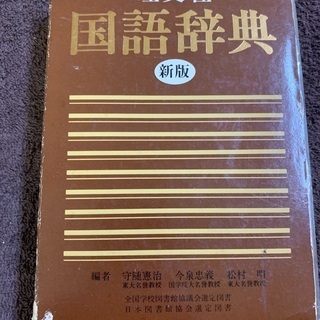 国語辞典
新版
編者 守随憲治 今泉忠義 松村明
東大名誉教授 国学院大名誉教授 東大名誉教授
全国学校図書館協議会選定図書
日本図書館協会選定図書